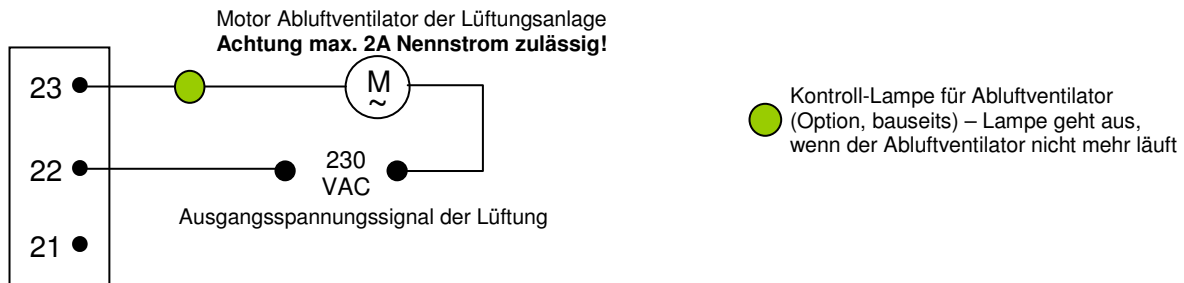 Motor Abluftventilator der Lüftungsanlage
Achtung max. 2A Nennstrom zulässig!
23
M
~
Kontroll-Lampe für Abluftventilator
(Option, bauseits) – Lampe geht aus,
wenn der Abluftventilator nicht mehr läuft
22
230
VAC
Ausgangsspannungssignal der Lüftung
21